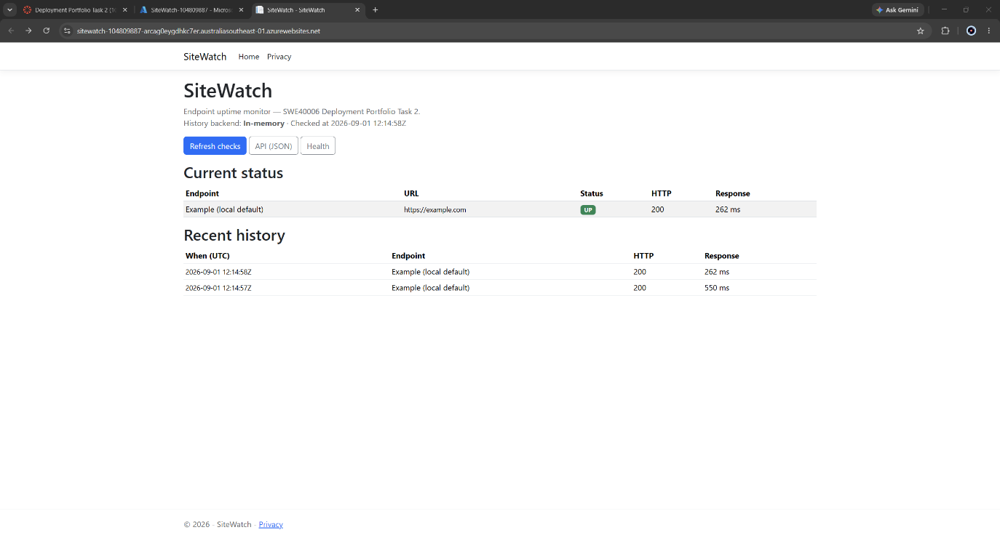 Deployment Portfolio Task 2 (1
SiteWatch-104809887 - Micros
SiteWatch - SiteWatch
Ask Gemini
sitewatch-104809887-arcag0eygdhkc7er.australiasoutheast-01.azurewebsites.net
SiteWatch Home Privacy
SiteWatch
Endpoint uptime monitor — SWE40006 Deployment Portfolio Task 2.
History backend: In-memory · Checked at 2026-09-01 12:14:58Z
Refresh checks API (JSON) Health
Current status
Endpoint URL Status HTTP Response
Example (local default) https://example.com UP 200 262 ms
Recent history
When (UTC) Endpoint HTTP Response
2026-09-01 12:14:58Z Example (local default) 200 262 ms
2026-09-01 12:14:57Z Example (local default) 200 550 ms
© 2026 - SiteWatch - Privacy